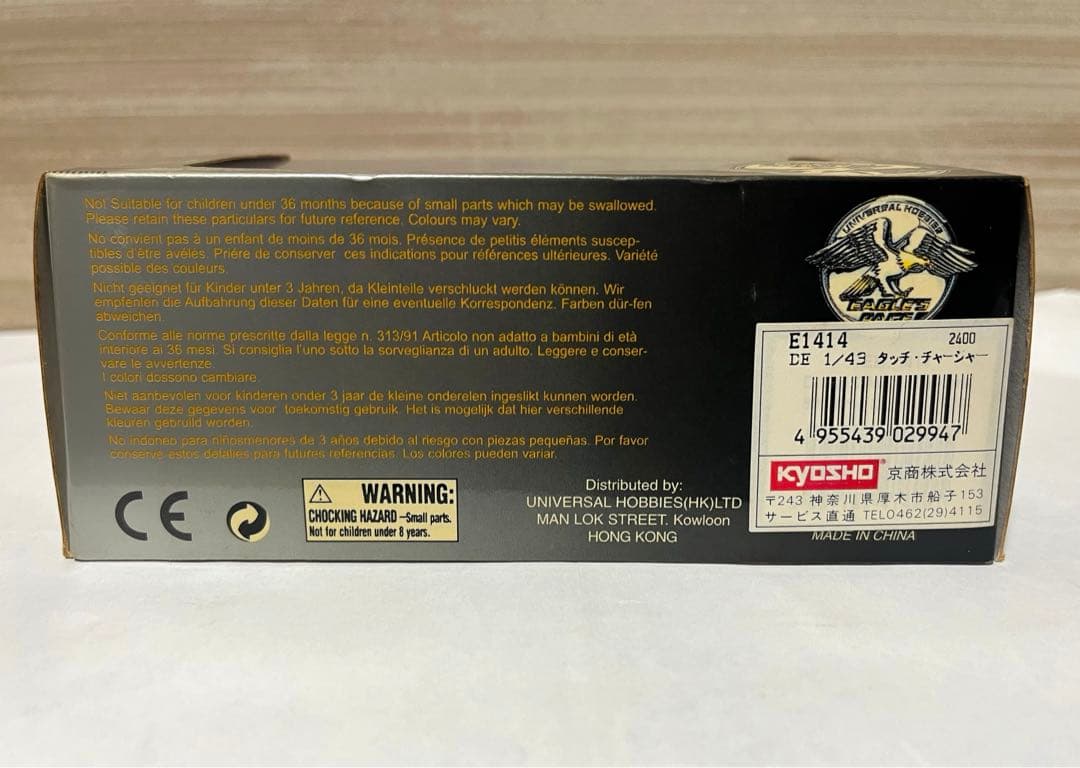 Not Suitable for children under 36 months because of small parts which may be swallowed.
Please retain these particulars for future reference. Colours may vary.
No convient pas à un enfant de moins de 36 mois. Présence de petitis éléments suscep-
tibles d'être avélés. Priére de conserver ces indications pour références ultérieures. Variété
possible des couleurs.
Nicht geeignet für Kinder unter 3 Jahren, da Kleinteile verschluckt werden können. Wir
empfehlen die Aufbahrung dieser Daten für eine eventuelle Korrespondenz. Farben dür-fen
abweichen.
Conforme alle norme prescritte dalla legge n. 313/91 Articolo non adatto a bambini di età
interiore ai 36 mesi. Si consiglia l'uno sotto la sorveglianza di un adulto. Leggere e conser-
vare le avvertenze.
I colori dossono cambiare.
Niet aanbevolen voor kinderen onder 3 jaar de kleine onderelen ingeslikt kunnen worden.
Bewaar deze gegevens voor toekomstig gebruik. Het is mogelijk dat hier verschillende
kleuren gebruild worden.
No indoneo para niñosmenores de 3 años debido al riesgo con piezas pequeñas. Por favor
conserve estos detalies para futures referencias. Los colores pueden variar.
CE
WARNING:
CHOCKING HAZARD –Small parts.
Not for children under 8 years.
Distributed by:
UNIVERSAL HOBBIES(HK)LTD
MAN LOK STREET. Kowloon
HONG KONG
UNIVERSAL HOBBIES
EAGLE'S
RACE
E1414 2400
DE 1/43 タッチ・チャーシャー
4 955439 029947
KYOSHO 京商株式会社
〒243 神奈川県厚木市船子153
サービス直通 TEL0462(29)4115
MADE IN CHINA